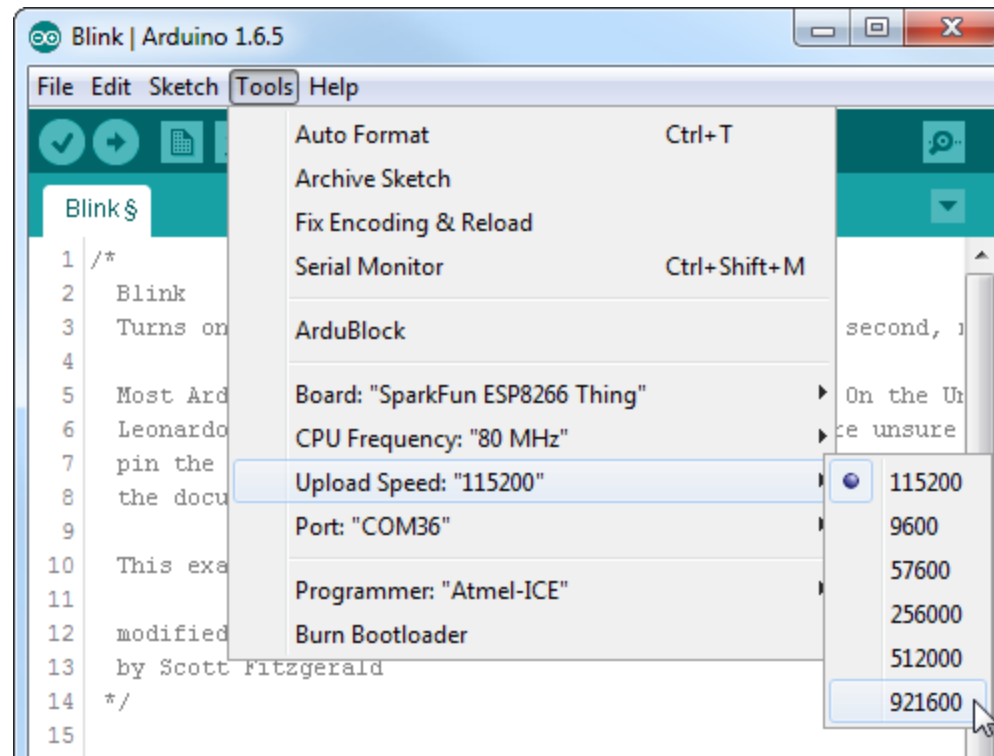 Blink | Arduino 1.6.5
File Edit Sketch Tools Help
Blink§
Auto Format Ctrl+T
Archive Sketch
Fix Encoding & Reload
Serial Monitor Ctrl+Shift+M
ArduBlock
Board: "SparkFun ESP8266 Thing"
CPU Frequency: "80 MHz"
Upload Speed: "115200"
Port: "COM36"
Programmer: "Atmel-ICE"
Burn Bootloader
115200
9600
57600
256000
512000
921600
1 /*
2 Blink
3 Turns on second,
4
5 Most On the
6 Leonardo unsure
7 pin the
8 the
9
10 This
11
12 modified
13 by Scott Fitzgerald
14 */
15